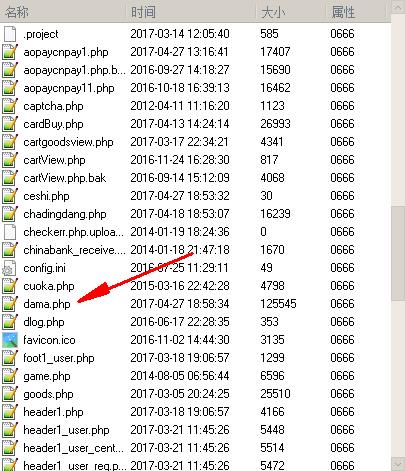 名称 时间 大小 属性
.project 2017-03-14 12:05:40 585 0666
aopaycnpay1.php 2017-04-27 13:16:41 17407 0666
aopaycnpay1.php.b... 2016-09-27 14:18:27 15690 0666
aopaycnpay11.php 2016-10-18 16:39:13 16462 0666
captcha.php 2012-04-11 11:16:20 1123 0666
cardBuy.php 2017-04-13 14:24:14 26993 0666
cartgoodsview.php 2017-03-17 22:34:21 4341 0666
cartView.php 2016-11-24 16:28:30 817 0666
cartView.php.bak 2016-09-14 15:12:09 4068 0666
ceshi.php 2017-04-27 18:53:32 30 0666
chadingdang.php 2017-04-18 18:53:07 16239 0666
checkerr.php.uploa... 2014-01-19 18:24:36 0 0666
chinabank_receive.... 2014-01-18 21:47:18 1670 0666
config.ini 2016-07-25 11:29:11 49 0666
cuoka.php 2015-03-16 22:42:28 4798 0666
dama.php 2017-04-27 18:58:34 125545 0666
dlog.php 2016-06-17 22:28:35 353 0666
favicon.ico 2016-11-02 14:44:30 3135 0666
foot1_user.php 2017-03-18 19:06:57 1299 0666
game.php 2014-08-05 06:56:44 6596 0666
goods.php 2017-03-05 20:24:25 25510 0666
header1.php 2017-03-18 19:06:57 4166 0666
header1_user.php 2017-03-21 11:45:26 5448 0666
header1_user_cent... 2017-03-21 11:45:26 5514 0666
header1_user_reg.p... 2017-03-21 11:45:26 5472 0666